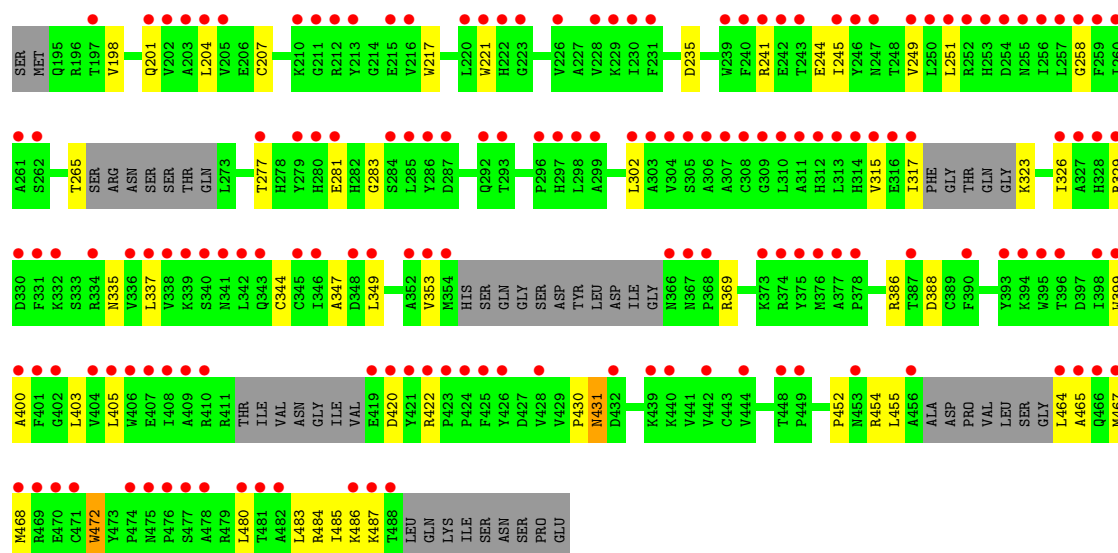 SER MET Q195 R196 T197 V198 Q201 V202 A203 L204 V205 E206 C207 K210 G211 R212 Y213 G214 E215 V216 W217 L220 W221 H222 G223 V226 A227 V228 K229 I230 F231 D235 W239 F240 R241 E242 T243 E244 I245 Y246 N247 T248 V249 L250 L251 R252 H253 D254 N255 I256 L257 G258 F259 I260
A261 S262 T265 SER ARG ASN SER SER THR GLN L273 T277 H278 Y279 H280 E281 H282 G283 S284 L285 Y286 D287 Q292 T293 P296 H297 L298 A299 L302 A303 V304 S305 A306 A307 C308 G309 L310 A311 H312 L313 H314 V315 E316 I317 PHE GLY THR GLN GLY K323 I326 A327 H328 R329
D330 F331 K332 S333 R334 N335 V336 L337 V338 K339 S340 N341 L342 Q343 C344 C345 I346 A347 D348 L349 A352 V353 M354 HIS SER GLN GLY SER ASP TYR LEU ASP ILE GLY N366 N367 P368 R369 K373 R374 Y375 M376 A377 P378 R386 T387 D388 C389 F390 Y393 K394 W395 T396 D397 I398 W399
A400 F401 G402 L403 V404 L405 W406 E407 I408 A409 R410 R411 THR ILE VAL ASN GLY ILE VAL E419 D420 Y421 R422 P423 P424 F425 Y426 D427 V428 V429 P430 N431 D432 K439 K440 V441 V442 C443 V444 T448 P449 P452 N453 R454 L455 A456 ALA ASP PRO VAL LEU SER GLY L464 A465 Q466 M467
M468 R469 E470 C471 W472 Y473 P474 N475 P476 S477 A478 R479 L480 T481 A482 L483 R484 I485 K486 K487 T488 LEU GLN LYS ILE SER ASN SER PRO GLU